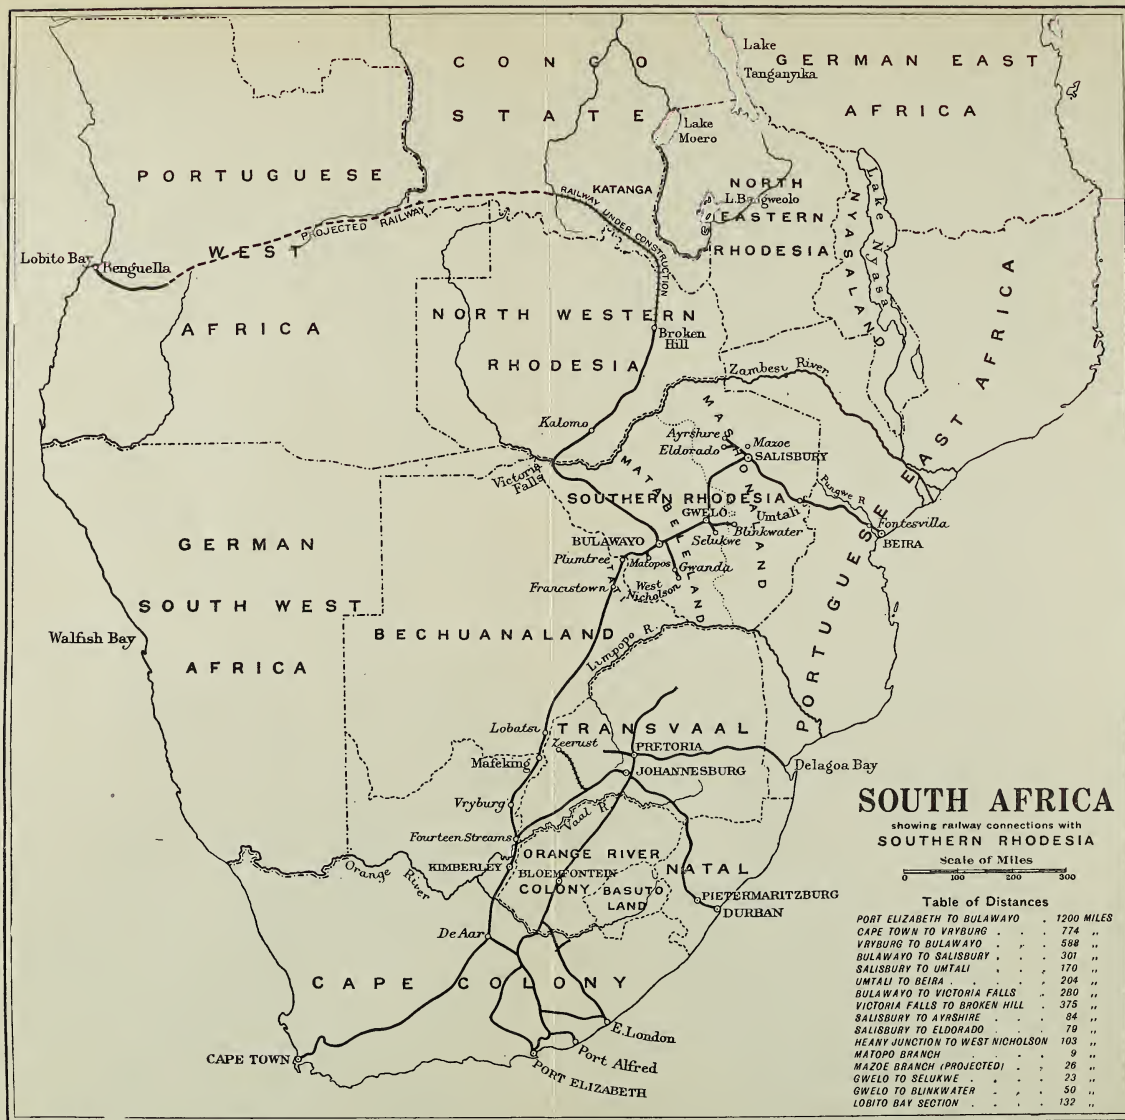 CONGO
STATE
Lake
Tanganyika
GERMAN EAST
AFRICA
Lake
Moero
PORTUGUESE
WEST
AFRICA
KATANGA
RAILWAY UNDER CONSTRUCTION
PROJECTED RAILWAY
NORTH
L. Bangweolo
EASTERN
RHODESIA
NYASALAND
Lake Nyasa
Lobito Bay
Benguella
NORTH WESTERN
RHODESIA
Broken
Hill
Zambesi River
PORTUGUESE EAST AFRICA
Kalomo
Victoria
Falls
MASHONALAND
MATABELELAND
Ayrshire
Eldorado
Mazoe
SALISBURY
SOUTHERN RHODESIA
Umtali
Pungwe R
Fontesvilla
BEIRA
GWELO
Blinkwater
Selukwe
BULAWAYO
Plumtree
Matopos
Gwanda
West
Nicholson
Francistown
TATI
GERMAN
SOUTH WEST
AFRICA
Walfish Bay
BECHUANALAND
Limpopo R.
Lobatsi
TRANSVAAL
Zeerust
PRETORIA
Mafeking
JOHANNESBURG
Delagoa Bay
Vryburg
Vaal R.
Fourteen Streams
Orange
River
KIMBERLEY
ORANGE RIVER
BLOEMFONTEIN
COLONY
BASUTO
LAND
NATAL
PIETERMARITZBURG
DURBAN
De Aar
CAPE COLONY
E. London
Port Alfred
PORT ELIZABETH
CAPE TOWN
SOUTH AFRICA
showing railway connections with
SOUTHERN RHODESIA
Scale of Miles
0 100 200 300
Table of Distances
PORT ELIZABETH TO BULAWAYO . 1200 MILES
CAPE TOWN TO VRYBURG . . . 774 „
VRYBURG TO BULAWAYO . . . 588 „
BULAWAYO TO SALISBURY . . . 301 „
SALISBURY TO UMTALI . . . 170 „
UMTALI TO BEIRA . . . . . 204 „
BULAWAYO TO VICTORIA FALLS . . 280 „
VICTORIA FALLS TO BROKEN HILL . 375 „
SALISBURY TO AYRSHIRE . . . 84 „
SALISBURY TO ELDORADO . . . 79 „
HEANY JUNCTION TO WEST NICHOLSON 103 „
MATOPO BRANCH . . . . 9 „
MAZOE BRANCH (PROJECTED) . . 26 „
GWELO TO SELUKWE . . . . 23 „
GWELO TO BLINKWATER . . . 50 „
LOBITO BAY SECTION . . . . 132 „